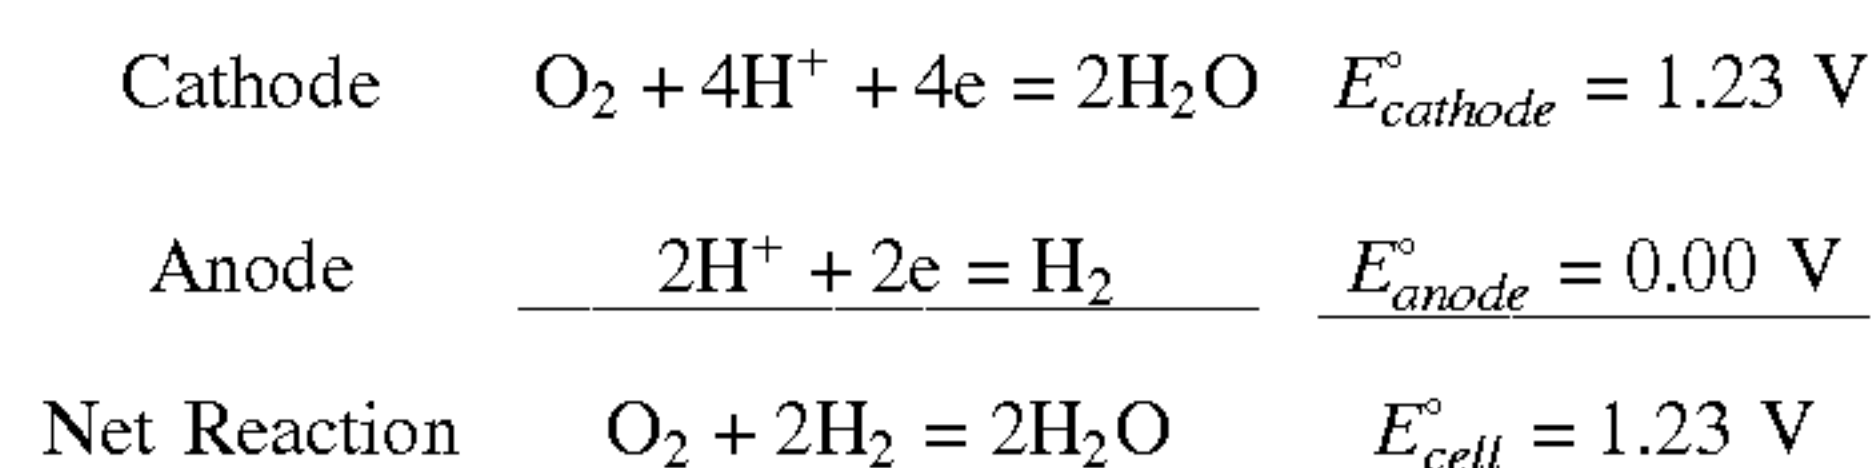 Cathode O₂ + 4H⁺ + 4e = 2H₂O E°cathode = 1.23 V
Anode 2H⁺ + 2e = H₂ E°anode = 0.00 V
Net Reaction O₂ + 2H₂ = 2H₂O E°cell = 1.23 V